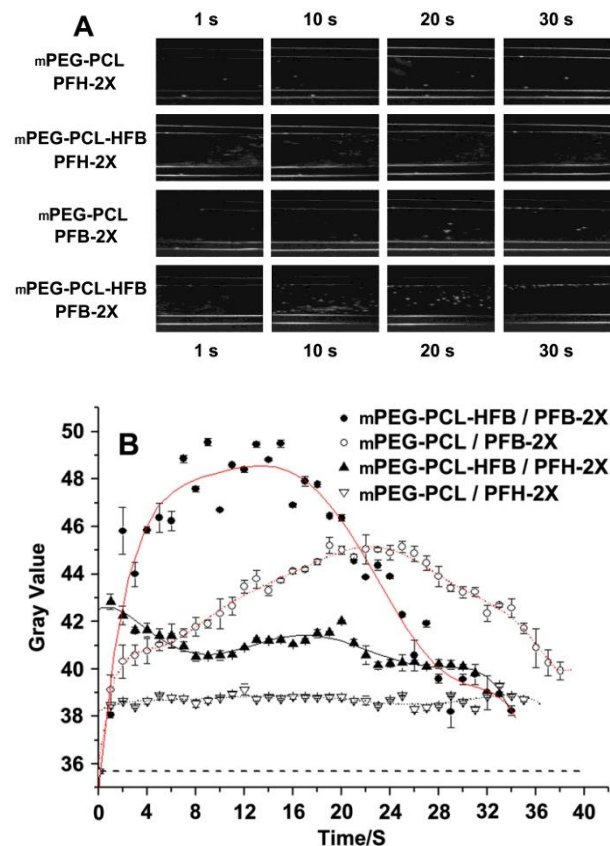 A
1 s 10 s 20 s 30 s
mPEG-PCL
PFH-2X
mPEG-PCL-HFB
PFH-2X
mPEG-PCL
PFB-2X
mPEG-PCL-HFB
PFB-2X
1 s 10 s 20 s 30 s
B
mPEG-PCL-HFB / PFB-2X
mPEG-PCL / PFB-2X
mPEG-PCL-HFB / PFH-2X
mPEG-PCL / PFH-2X
Gray Value
50
48
46
44
42
40
38
36
0 4 8 12 16 20 24 28 32 36 40
Time/S